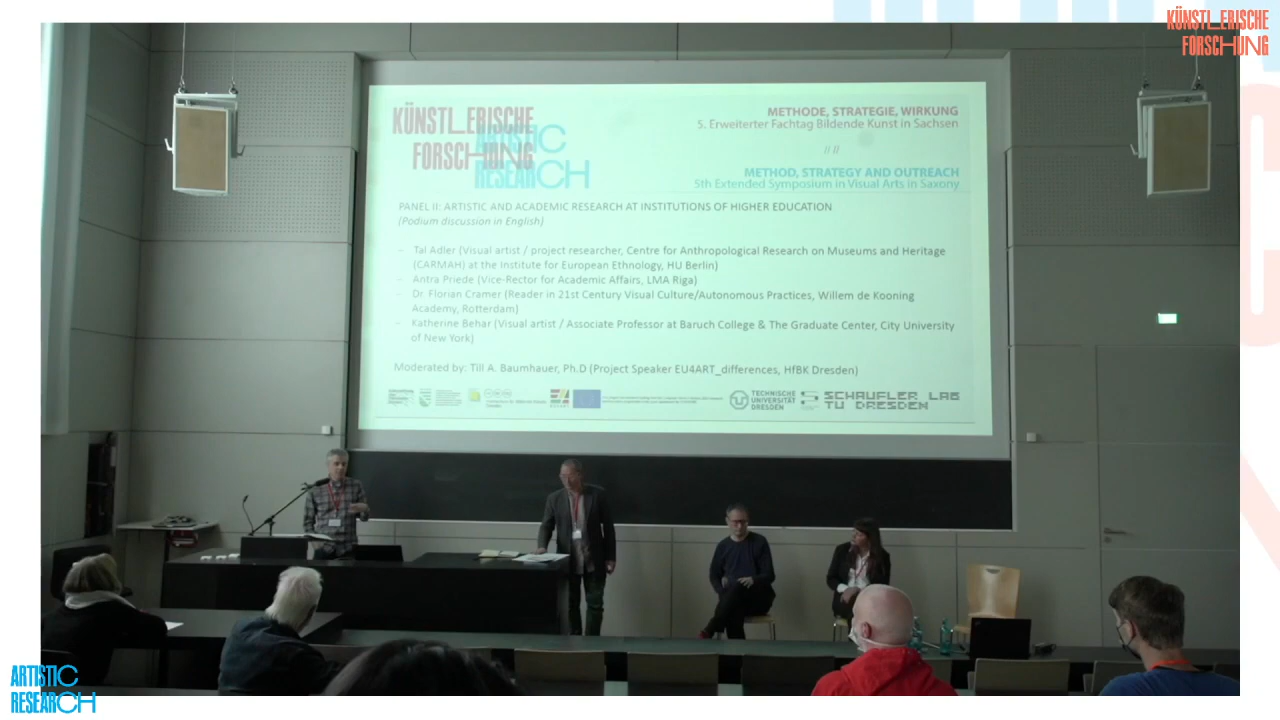 KÜNSTL_ERISCHE
FORSCHUNG
KÜNSTL_ERISCHE
FORSCHUNG
ARTISTIC
RESEARCH
METHODE, STRATEGIE, WIRKUNG
5. Erweiterter Fachtag Bildende Kunst in Sachsen
// //
METHOD, STRATEGY AND OUTREACH
5th Extended Symposium in Visual Arts in Saxony
PANEL II: ARTISTIC AND ACADEMIC RESEARCH AT INSTITUTIONS OF HIGHER EDUCATION
(Podium discussion in English)
– Tal Adler (Visual artist / project researcher, Centre for Anthropological Research on Museums and Heritage
(CARMAH) at the Institute for European Ethnology, HU Berlin)
– Antra Priede (Vice-Rector for Academic Affairs, LMA Riga)
– Dr. Florian Cramer (Reader in 21st Century Visual Culture/Autonomous Practices, Willem de Kooning
Academy, Rotterdam)
– Katherine Behar (Visual artist / Associate Professor at Baruch College & The Graduate Center, City University
of New York)
Moderated by: Till A. Baumhauer, Ph.D (Project Speaker EU4ART_differences, HfBK Dresden)
TECHNISCHE
UNIVERSITÄT
DRESDEN
SCHAUFLER LAB
TU DRESDEN
ARTISTIC
RESEARCH